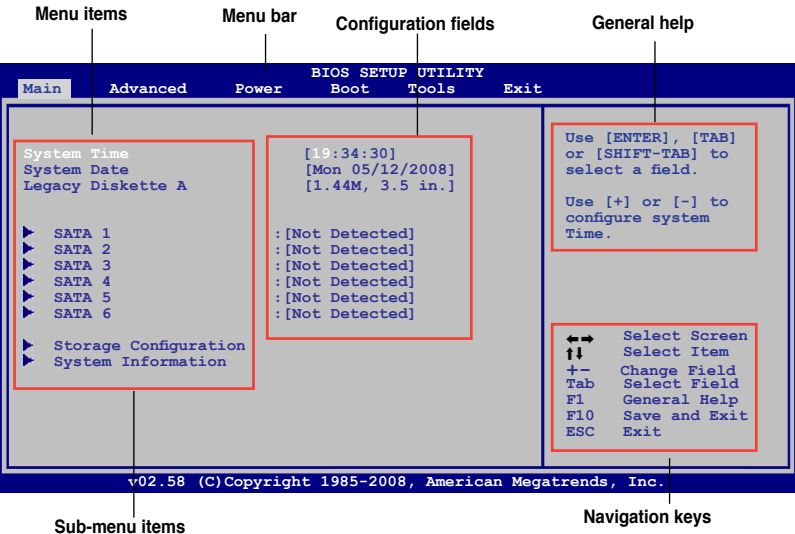 Menu items Menu bar Configuration fields General help
BIOS SETUP UTILITY
Main Advanced Power Boot Tools Exit
System Time [19:34:30]
System Date [Mon 05/12/2008]
Legacy Diskette A [1.44M, 3.5 in.]
SATA 1 :[Not Detected]
SATA 2 :[Not Detected]
SATA 3 :[Not Detected]
SATA 4 :[Not Detected]
SATA 5 :[Not Detected]
SATA 6 :[Not Detected]
Storage Configuration
System Information
Use [ENTER], [TAB]
or [SHIFT-TAB] to
select a field.
Use [+] or [-] to
configure system
Time.
←→ Select Screen
↑↓ Select Item
+- Change Field
Tab Select Field
F1 General Help
F10 Save and Exit
ESC Exit
v02.58 (C)Copyright 1985-2008, American Megatrends, Inc.
Sub-menu items Navigation keys